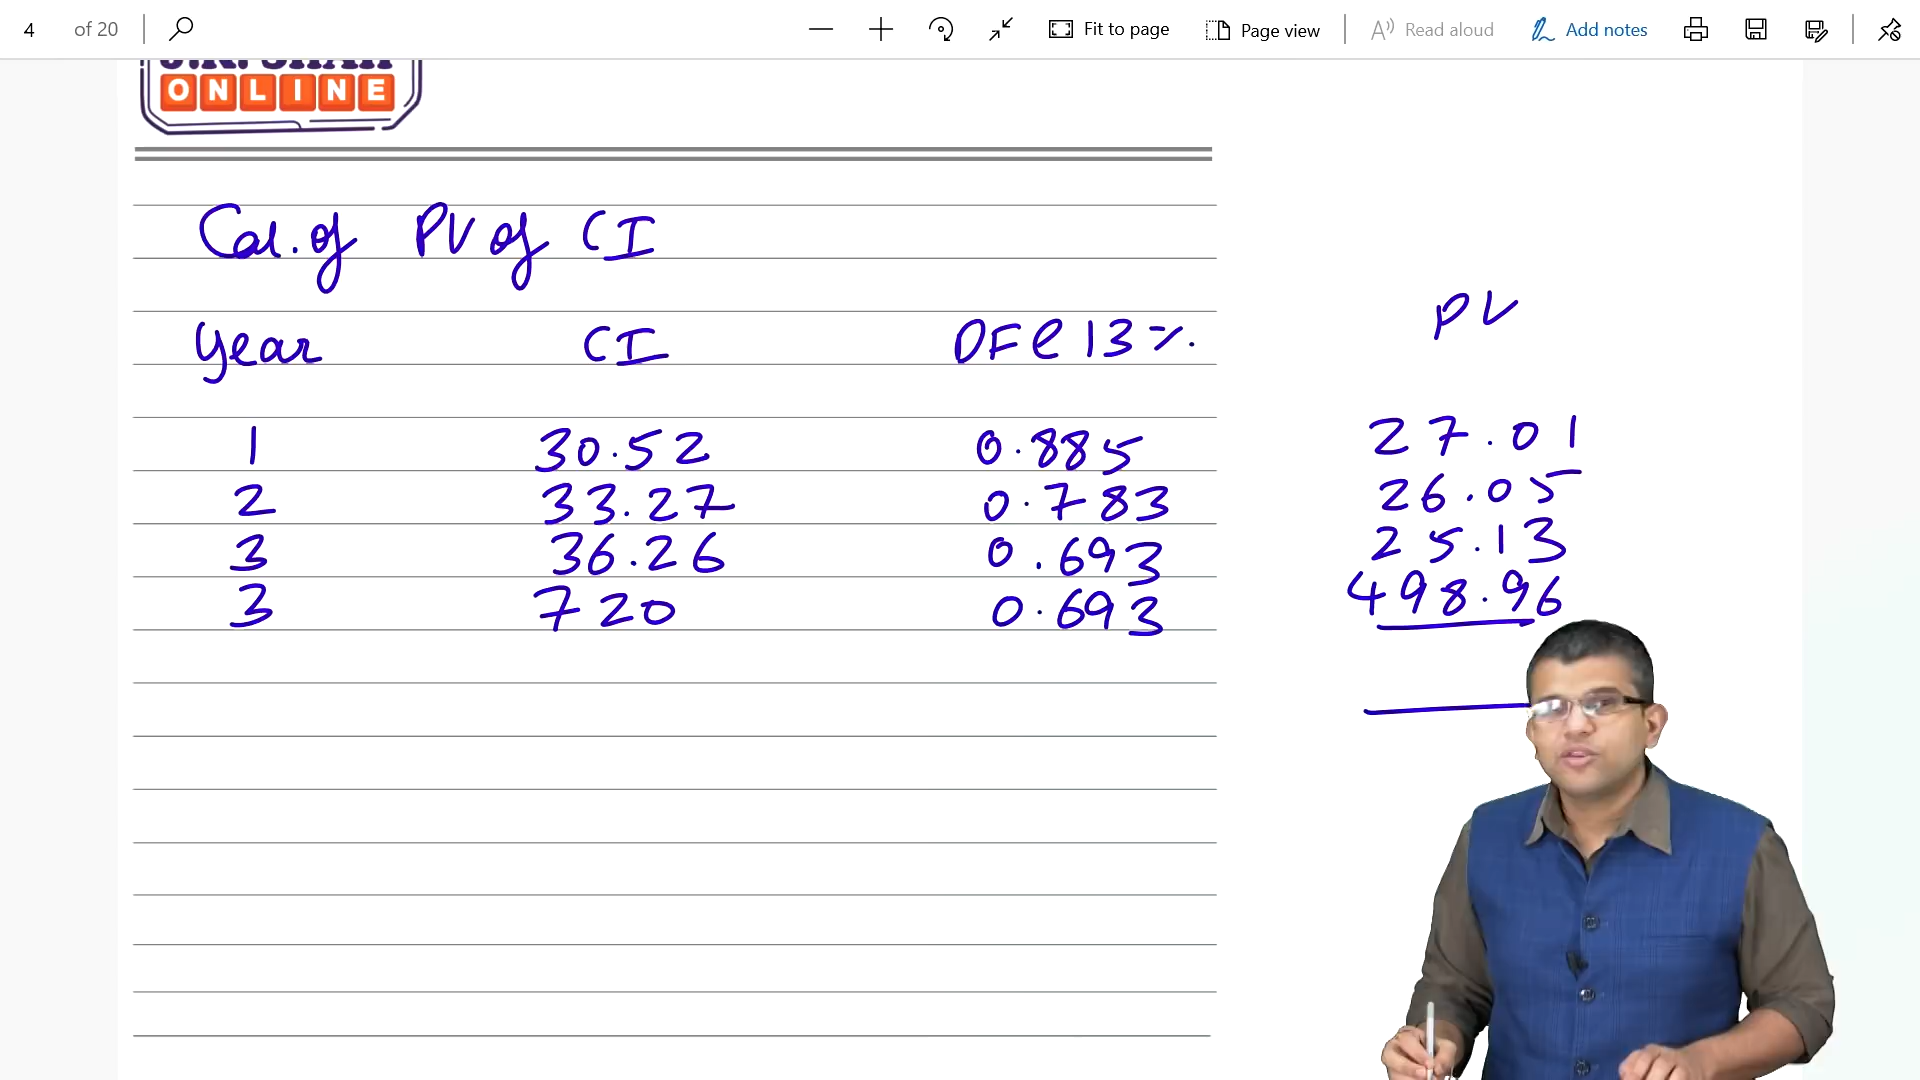 4 of 20 Fit to page Page view Read aloud Add notes
ONLINE
Cal. of PV of CI
Year CI DF@13% PV
1 30.52 0.885 27.01
2 33.27 0.783 26.05
3 36.26 0.693 25.13
3 720 0.693 498.96